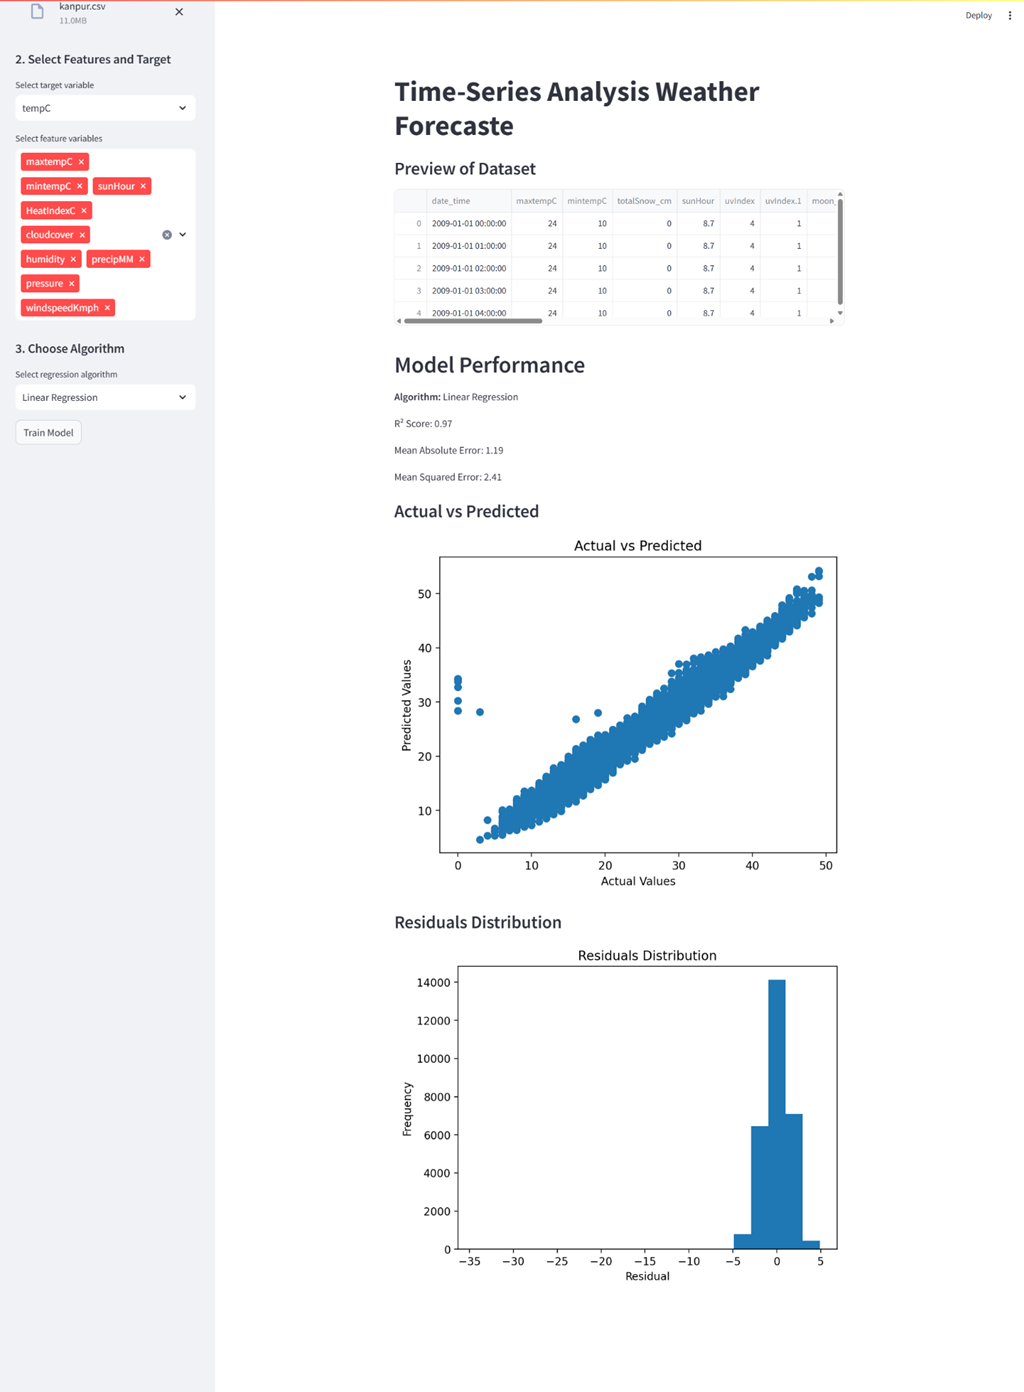 kanpur.csv
11.0MB
Deploy
2. Select Features and Target
Select target variable
tempC
Select feature variables
maxtempC ×
mintempC × sunHour ×
HeatIndexC ×
cloudcover ×
humidity × precipMM ×
pressure ×
windspeedKmph ×
3. Choose Algorithm
Select regression algorithm
Linear Regression
Train Model
Time-Series Analysis Weather
Forecaste
Preview of Dataset
date_time maxtempC mintempC totalSnow_cm sunHour uvIndex uvIndex.1 moon_
0 2009-01-01 00:00:00 24 10 0 8.7 4 1
1 2009-01-01 01:00:00 24 10 0 8.7 4 1
2 2009-01-01 02:00:00 24 10 0 8.7 4 1
3 2009-01-01 03:00:00 24 10 0 8.7 4 1
4 2009-01-01 04:00:00 24 10 0 8.7 4 1
Model Performance
Algorithm: Linear Regression
R² Score: 0.97
Mean Absolute Error: 1.19
Mean Squared Error: 2.41
Actual vs Predicted
Actual vs Predicted
50
40
30
20
10
Predicted Values
0 10 20 30 40 50
Actual Values
Residuals Distribution
Residuals Distribution
14000
12000
10000
8000
6000
4000
2000
0
Frequency
−35 −30 −25 −20 −15 −10 −5 0 5
Residual